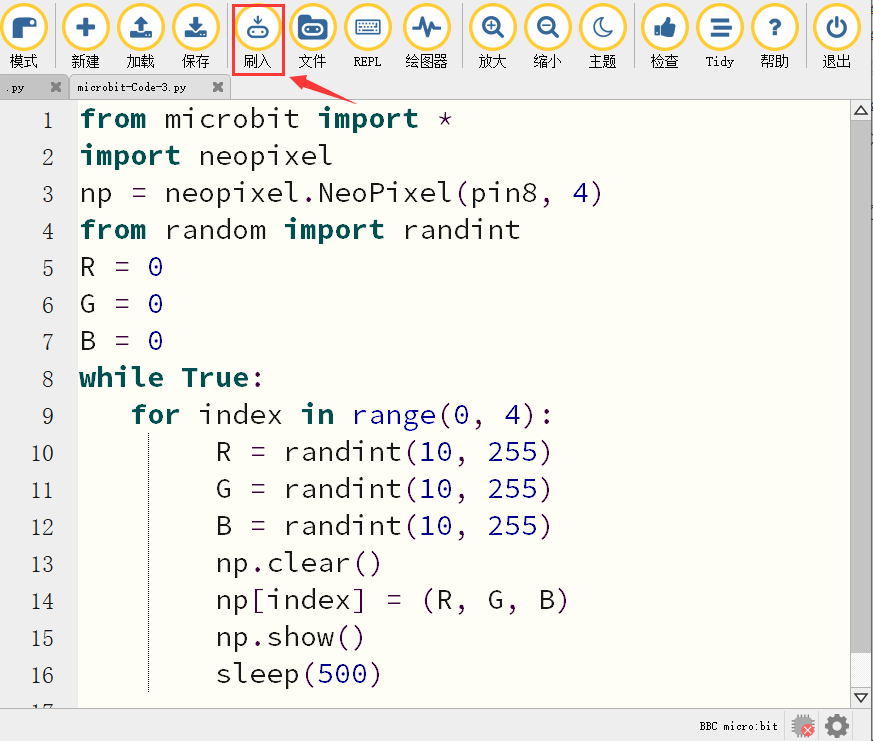 模式 新建 加载 保存 刷入 文件 REPL 绘图器 放大 缩小 主题 检查 Tidy 帮助 退出
.py microbit-Code-3.py
1 from microbit import *
2 import neopixel
3 np = neopixel.NeoPixel(pin8, 4)
4 from random import randint
5 R = 0
6 G = 0
7 B = 0
8 while True:
9 for index in range(0, 4):
10 R = randint(10, 255)
11 G = randint(10, 255)
12 B = randint(10, 255)
13 np.clear()
14 np[index] = (R, G, B)
15 np.show()
16 sleep(500)
BBC micro:bit